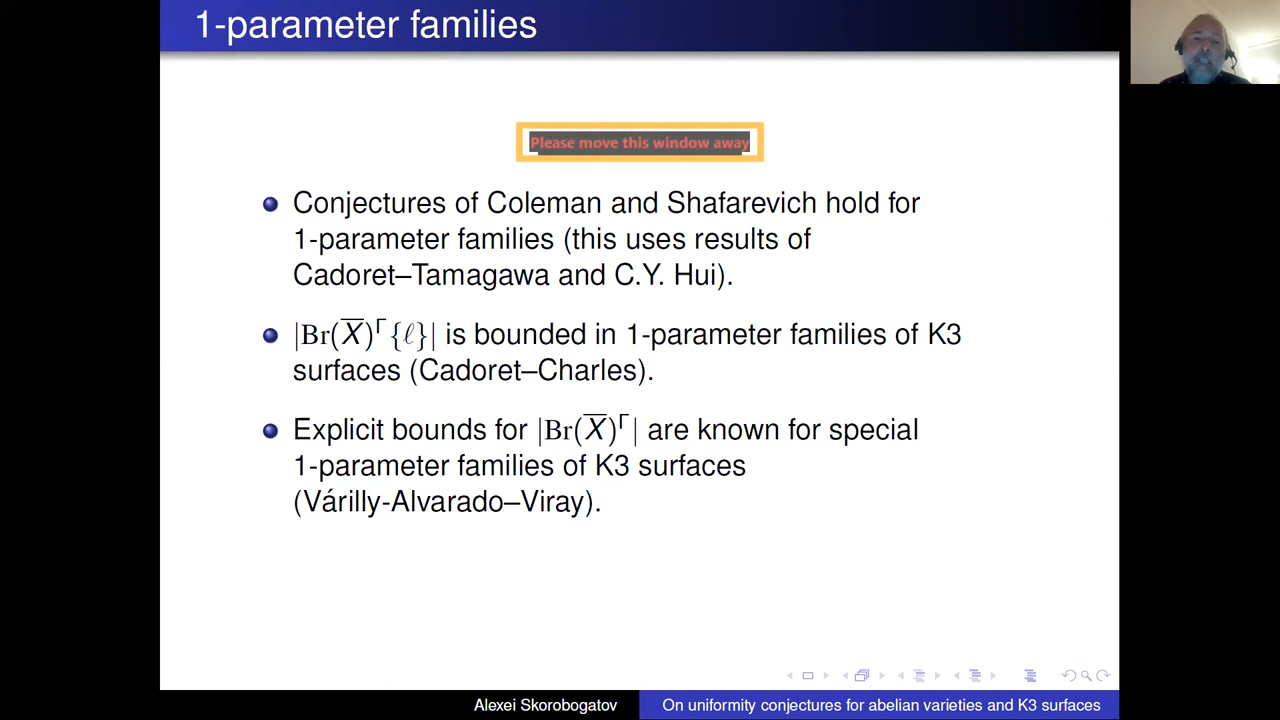 1-parameter families
Please move this window away
Conjectures of Coleman and Shafarevich hold for
1-parameter families (this uses results of
Cadoret–Tamagawa and C.Y. Hui).
|Br(X̅)^Γ{ℓ}| is bounded in 1-parameter families of K3
surfaces (Cadoret–Charles).
Explicit bounds for |Br(X̅)^Γ| are known for special
1-parameter families of K3 surfaces
(Várilly-Alvarado–Viray).
Alexei Skorobogatov
On uniformity conjectures for abelian varieties and K3 surfaces